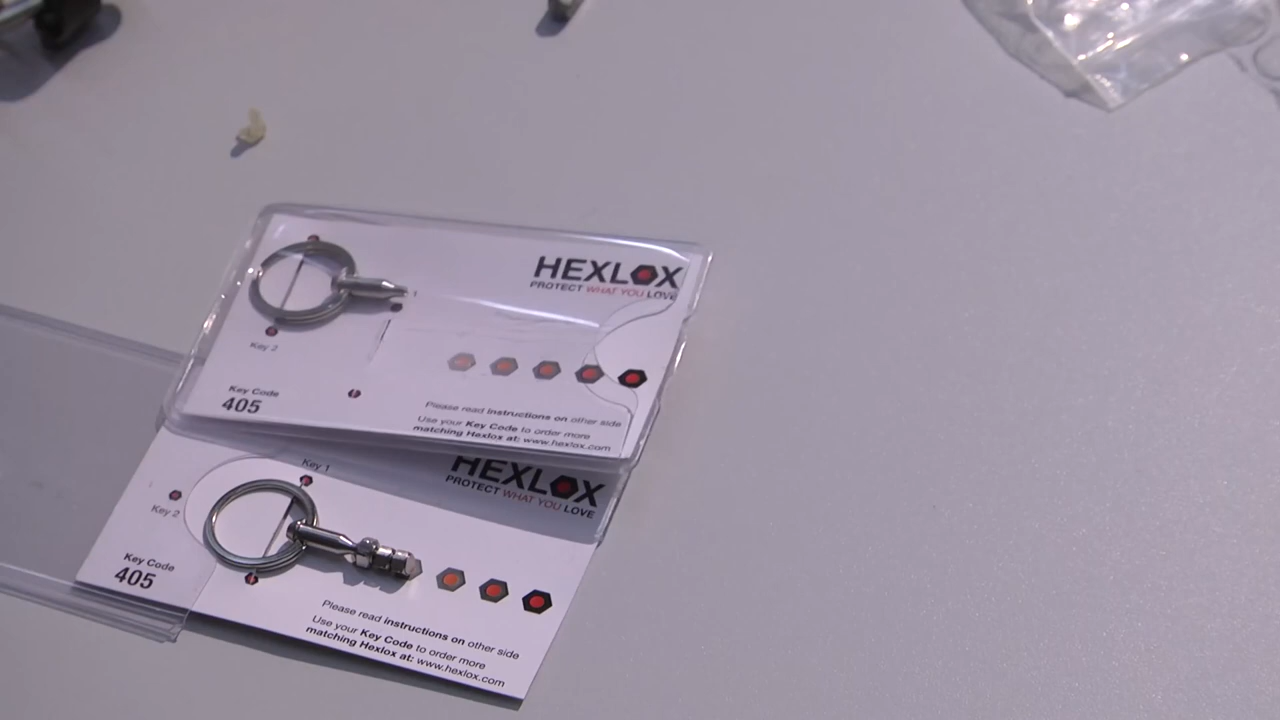 HEXLOX
PROTECT WHAT YOU LOVE
1
Key 2
Key Code
405
Please read instructions on other side
Use your Key Code to order more
matching Hexlox at: www.hexlox.com
Key 1
HEXLOX
PROTECT WHAT YOU LOVE
Key 2
Key Code
405
Please read instructions on other side
Use your Key Code to order more
matching Hexlox at: www.hexlox.com